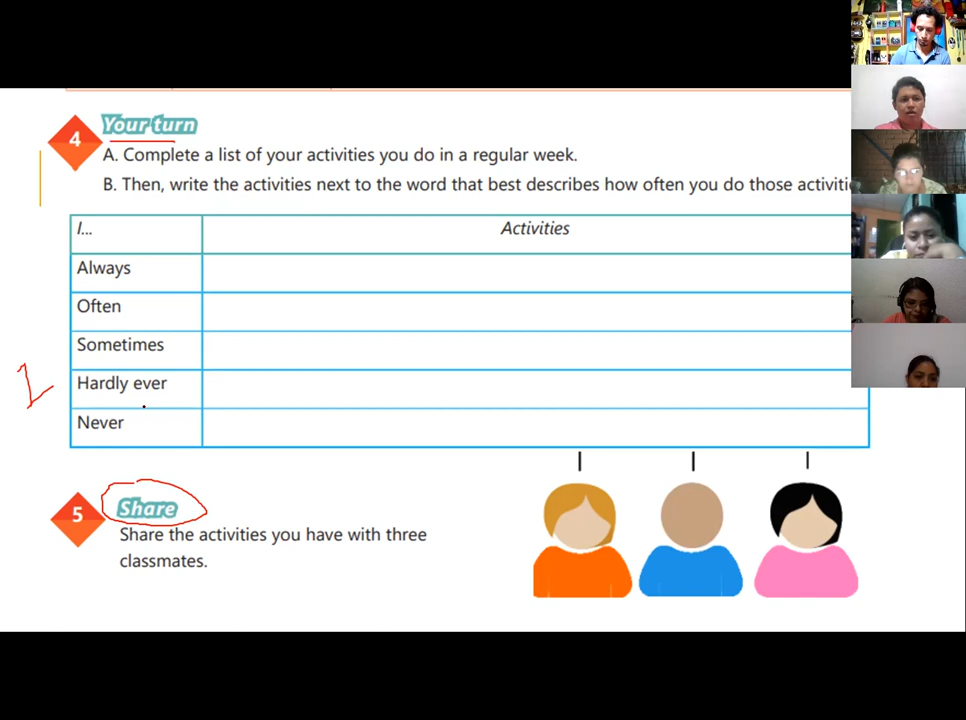 4
Your turn
A. Complete a list of your activities you do in a regular week.
B. Then, write the activities next to the word that best describes how often you do those activiti
I... Activities
Always
Often
Sometimes
Hardly ever
Never
5
Share
Share the activities you have with three
classmates.